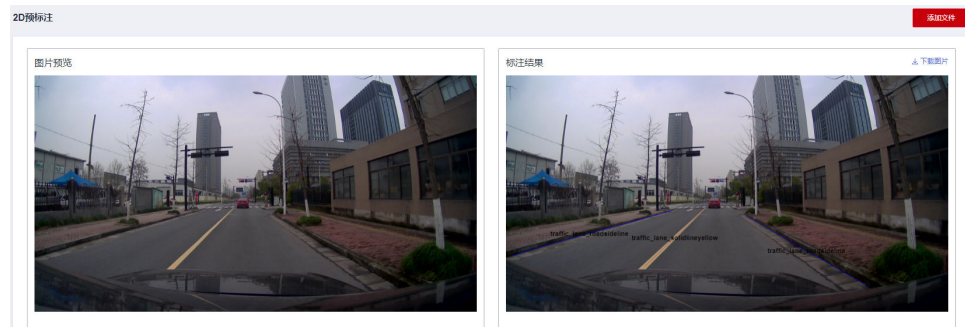 2D预标注
添加文件
图片预览
标注结果
下载图片
traffic_lane_roadsideline
traffic_lane_solidlineyellow
traffic_lane_roadsideline